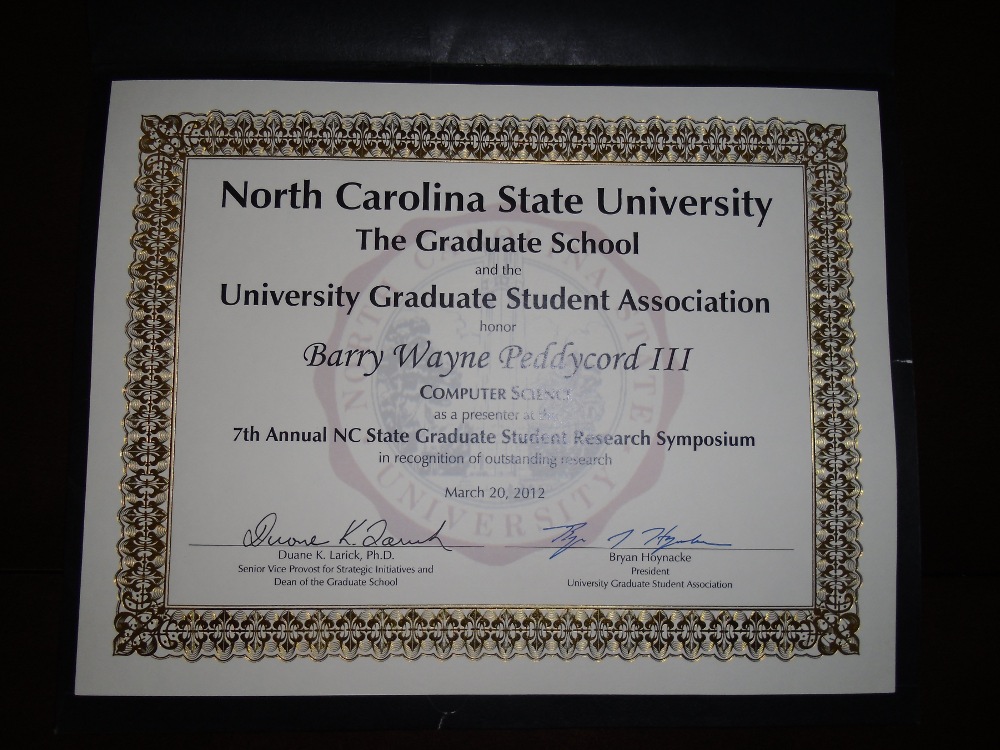 North Carolina State University
The Graduate School
and the
University Graduate Student Association
honor
Barry Wayne Peddycord III
COMPUTER SCIENCE
as a presenter at the
7th Annual NC State Graduate Student Research Symposium
in recognition of outstanding research
March 20, 2012
Duane K. Larick
Duane K. Larick, Ph.D.
Senior Vice Provost for Strategic Initiatives and
Dean of the Graduate School
Bryan Hoynacke
President
University Graduate Student Association
NORTH CAROLINA STATE
UNIVERSITY